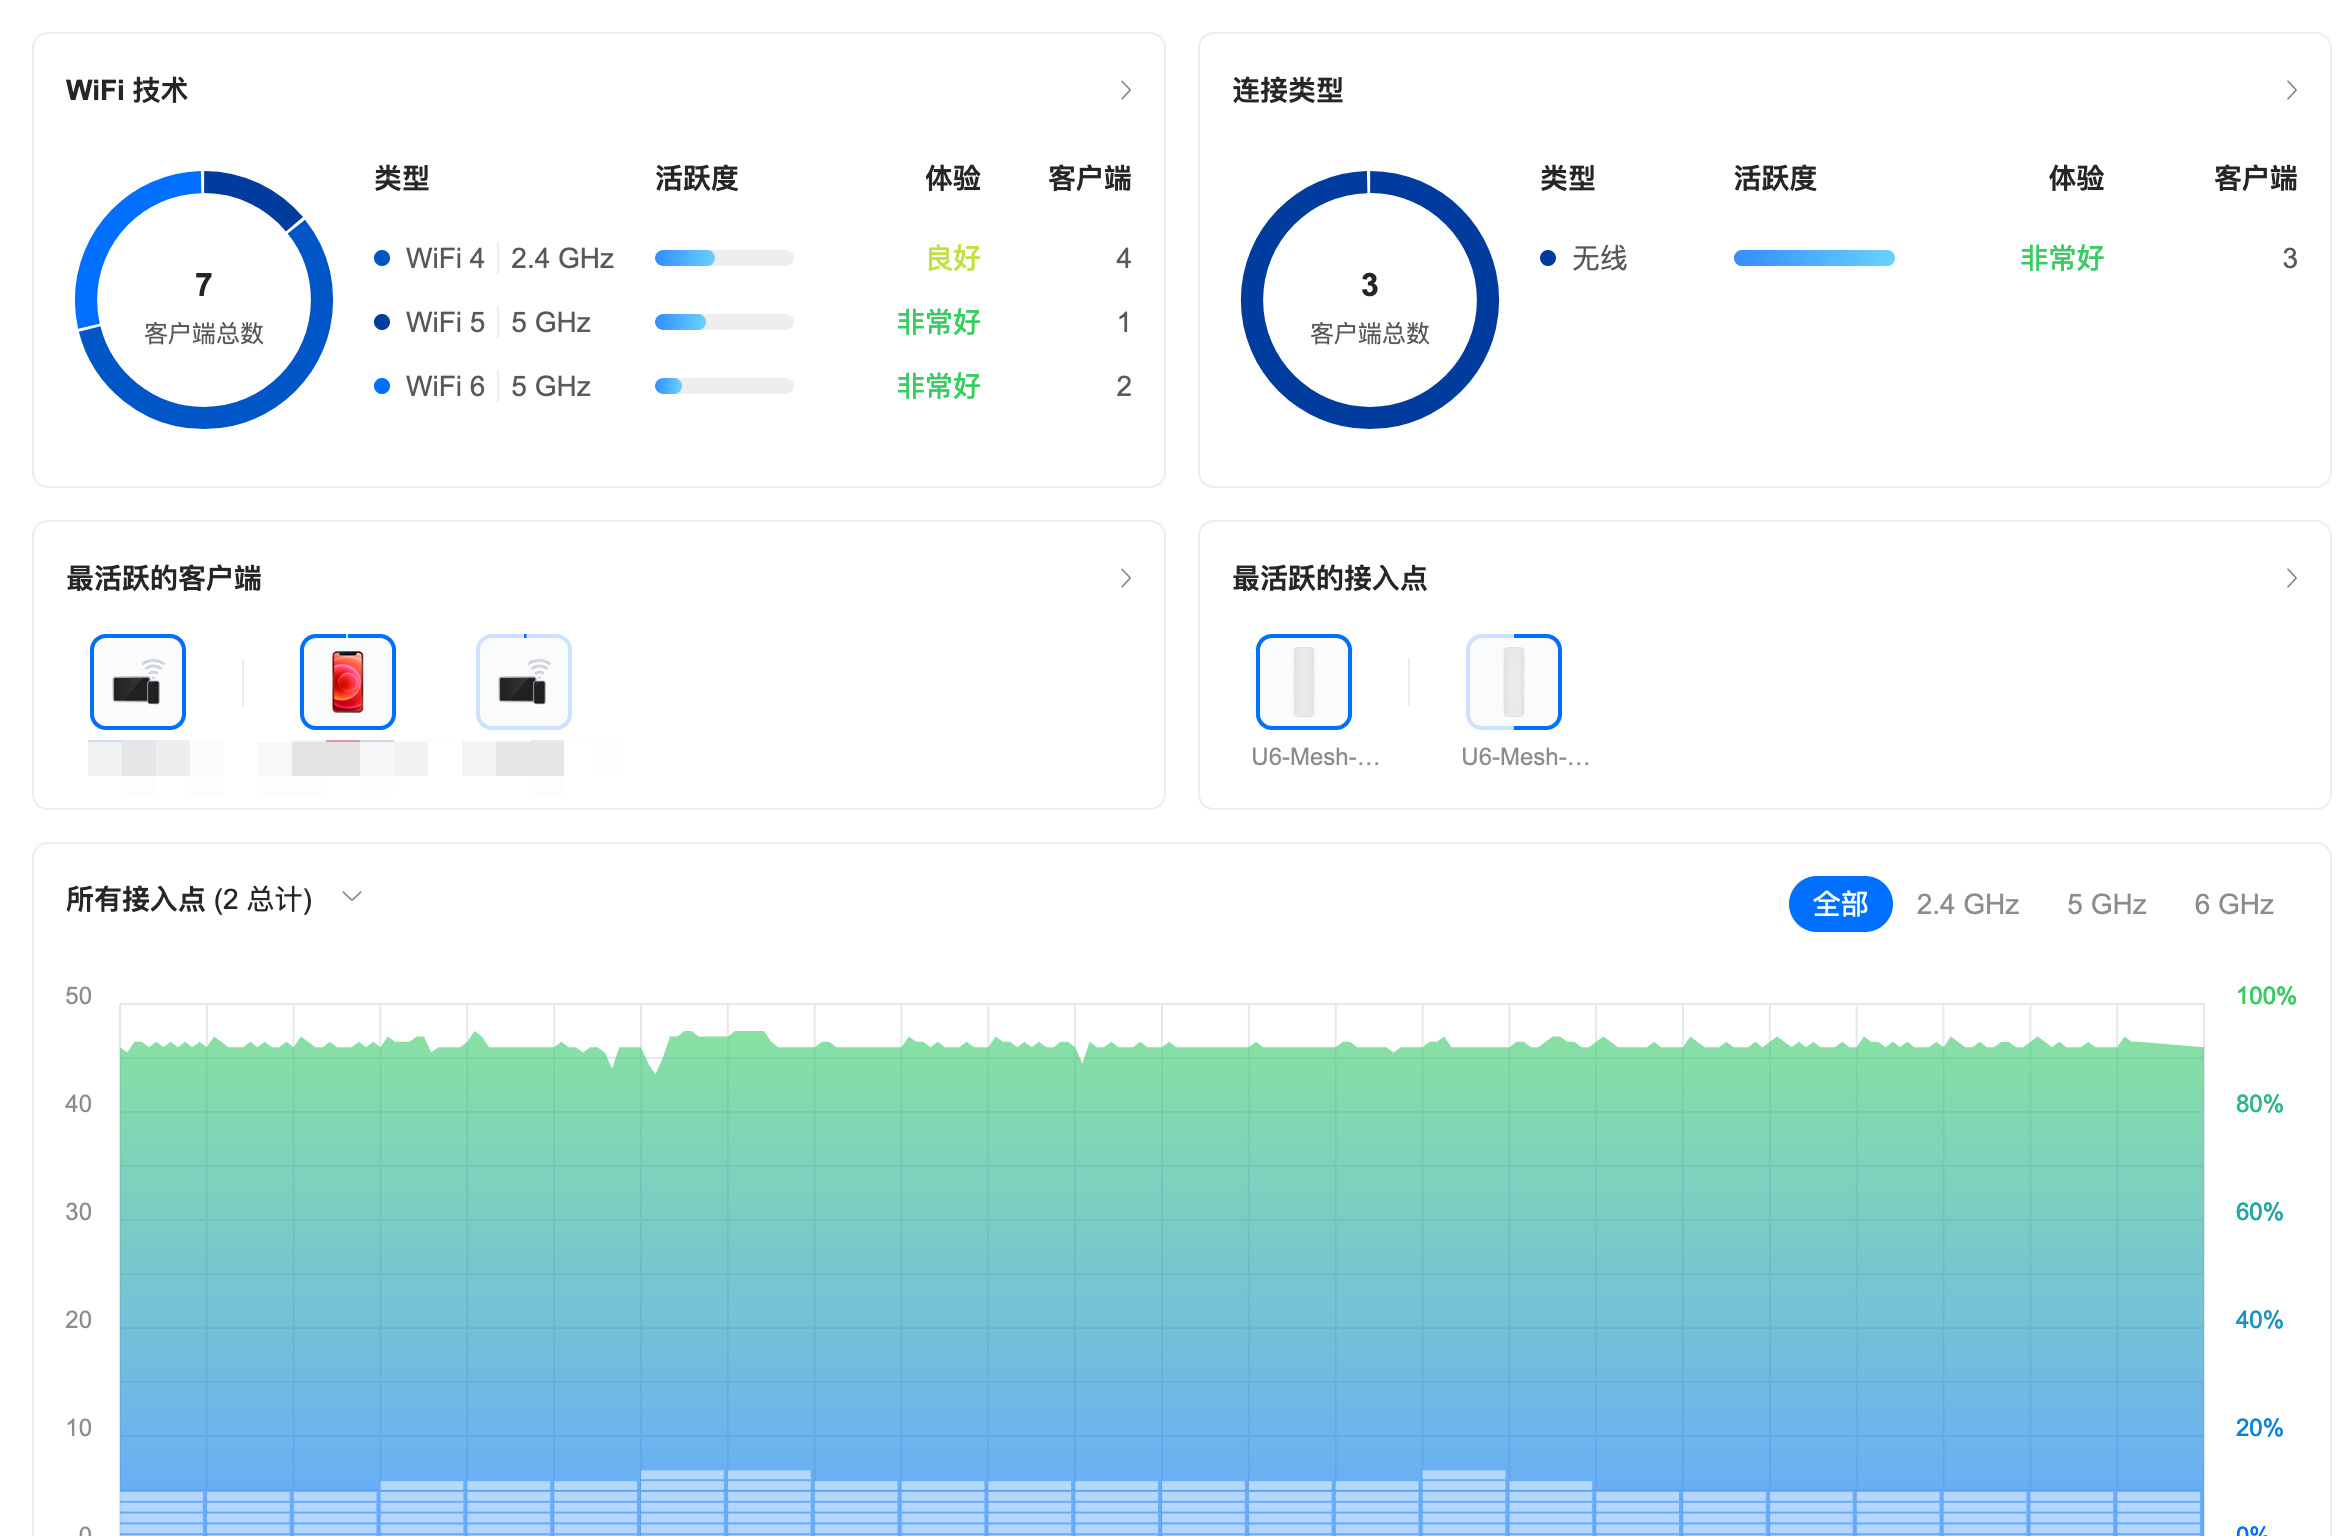 WiFi 技术
类型 活跃度 体验 客户端
WiFi 4 2.4 GHz 良好 4
WiFi 5 5 GHz 非常好 1
WiFi 6 5 GHz 非常好 2
7
客户端总数
连接类型
类型 活跃度 体验 客户端
无线 非常好 3
3
客户端总数
最活跃的客户端
最活跃的接入点
U6-Mesh-... U6-Mesh-...
所有接入点 (2 总计)
全部 2.4 GHz 5 GHz 6 GHz
50 100%
40 80%
30 60%
20 40%
10 20%
0 0%